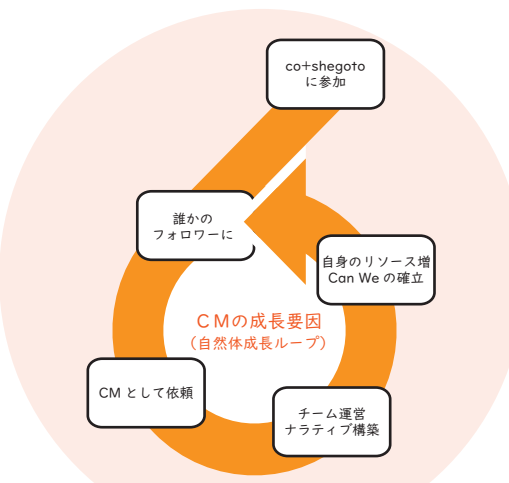 co+shegoto
に参加
誰かの
フォロワーに
自身のリソース増
Can We の確立
CMの成長要因
(自然体成長ループ)
CM として依頼
チーム運営
ナラティブ構築